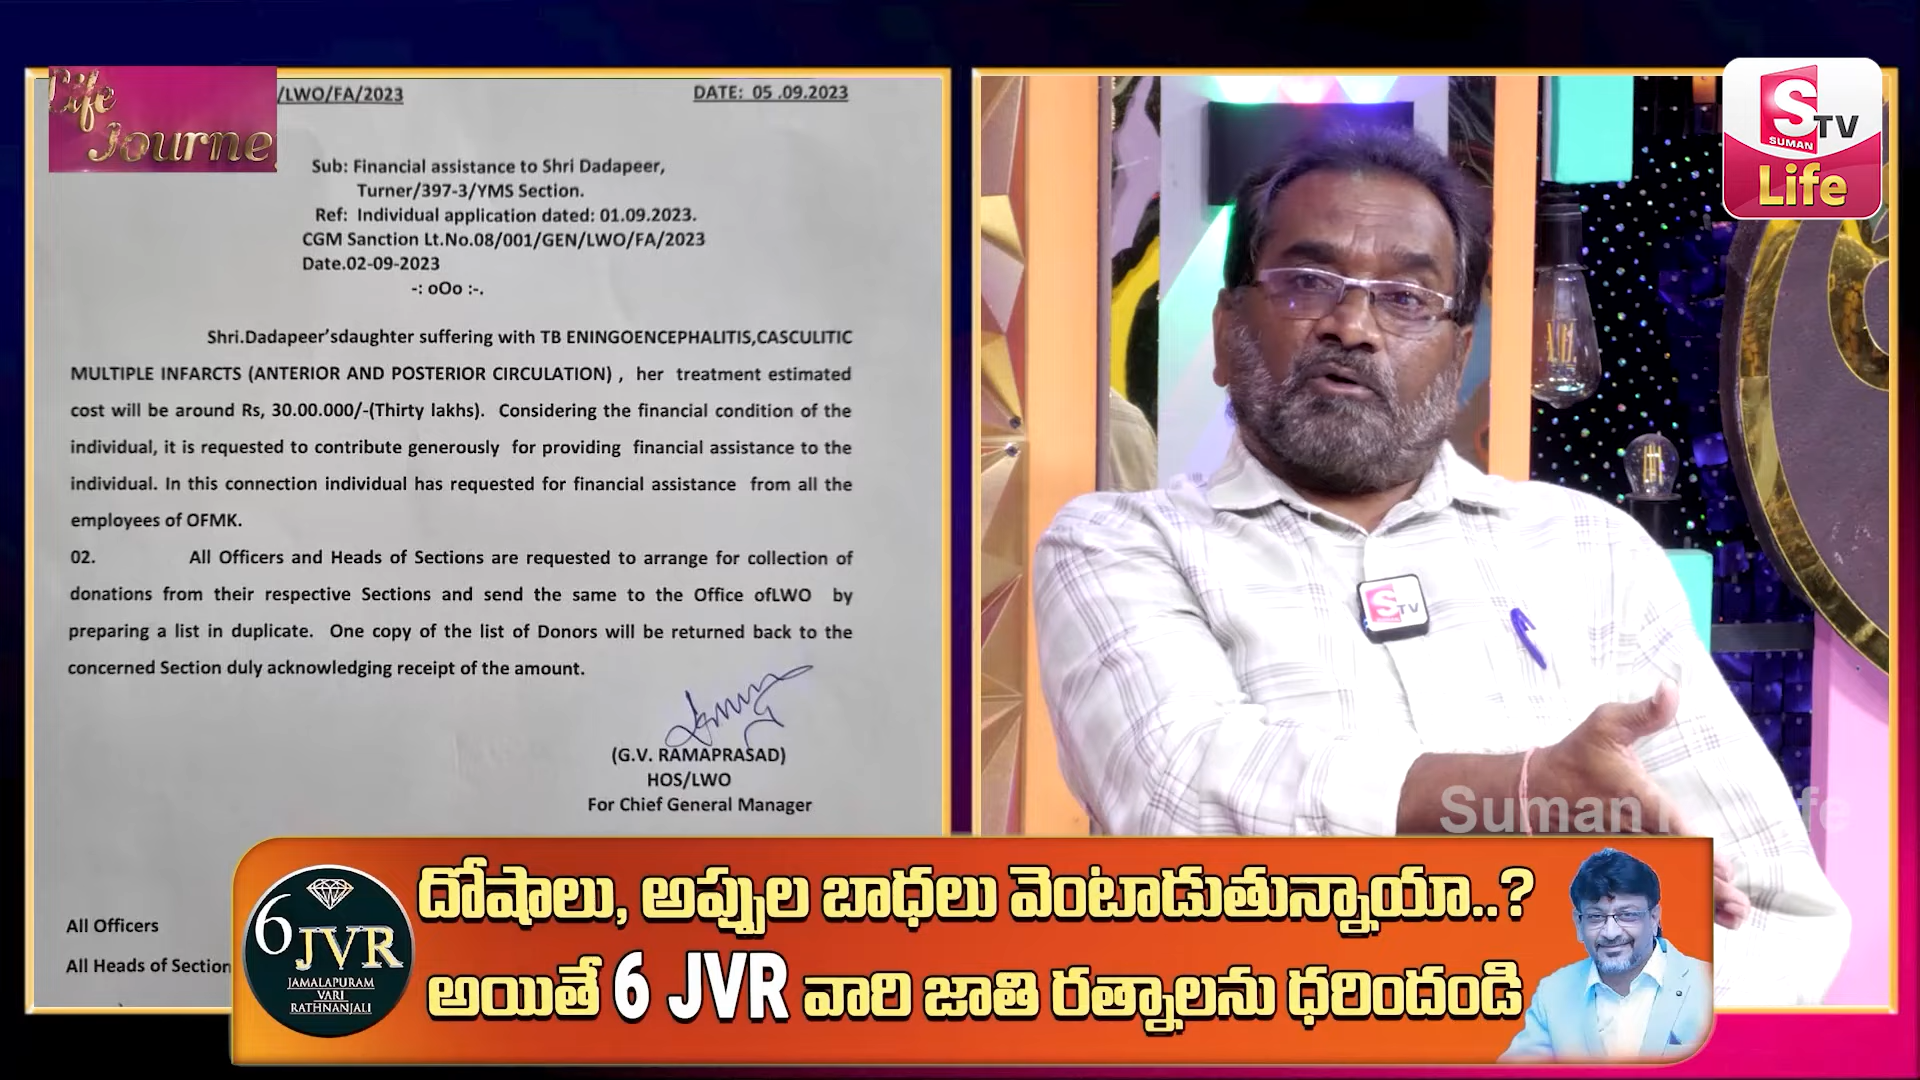 Life
Journe
/LWO/FA/2023
DATE: 05 .09.2023
Sub: Financial assistance to Shri Dadapeer,
Turner/397-3/YMS Section.
Ref: Individual application dated: 01.09.2023.
CGM Sanction Lt.No.08/001/GEN/LWO/FA/2023
Date.02-09-2023
-: oOo :-.
Shri.Dadapeer'sdaughter suffering with TB ENINGOENCEPHALITIS,CASCULITIC
MULTIPLE INFARCTS (ANTERIOR AND POSTERIOR CIRCULATION) , her treatment estimated
cost will be around Rs, 30.00.000/-(Thirty lakhs). Considering the financial condition of the
individual, it is requested to contribute generously for providing financial assistance to the
individual. In this connection individual has requested for financial assistance from all the
employees of OFMK.
02. All Officers and Heads of Sections are requested to arrange for collection of
donations from their respective Sections and send the same to the Office ofLWO by
preparing a list in duplicate. One copy of the list of Donors will be returned back to the
concerned Section duly acknowledging receipt of the amount.
(G.V. RAMAPRASAD)
HOS/LWO
For Chief General Manager
All Officers
All Heads of Section
S TV
SUMAN
Life
S TV
Suman
6 JVR
JAMALAPURAM
VARI
RATHNANJALI
దోషాలు, అప్పుల బాధలు వెంటాడుతున్నాయా..?
అయితే 6 JVR వారి జాతి రత్నాలను ధరించండి